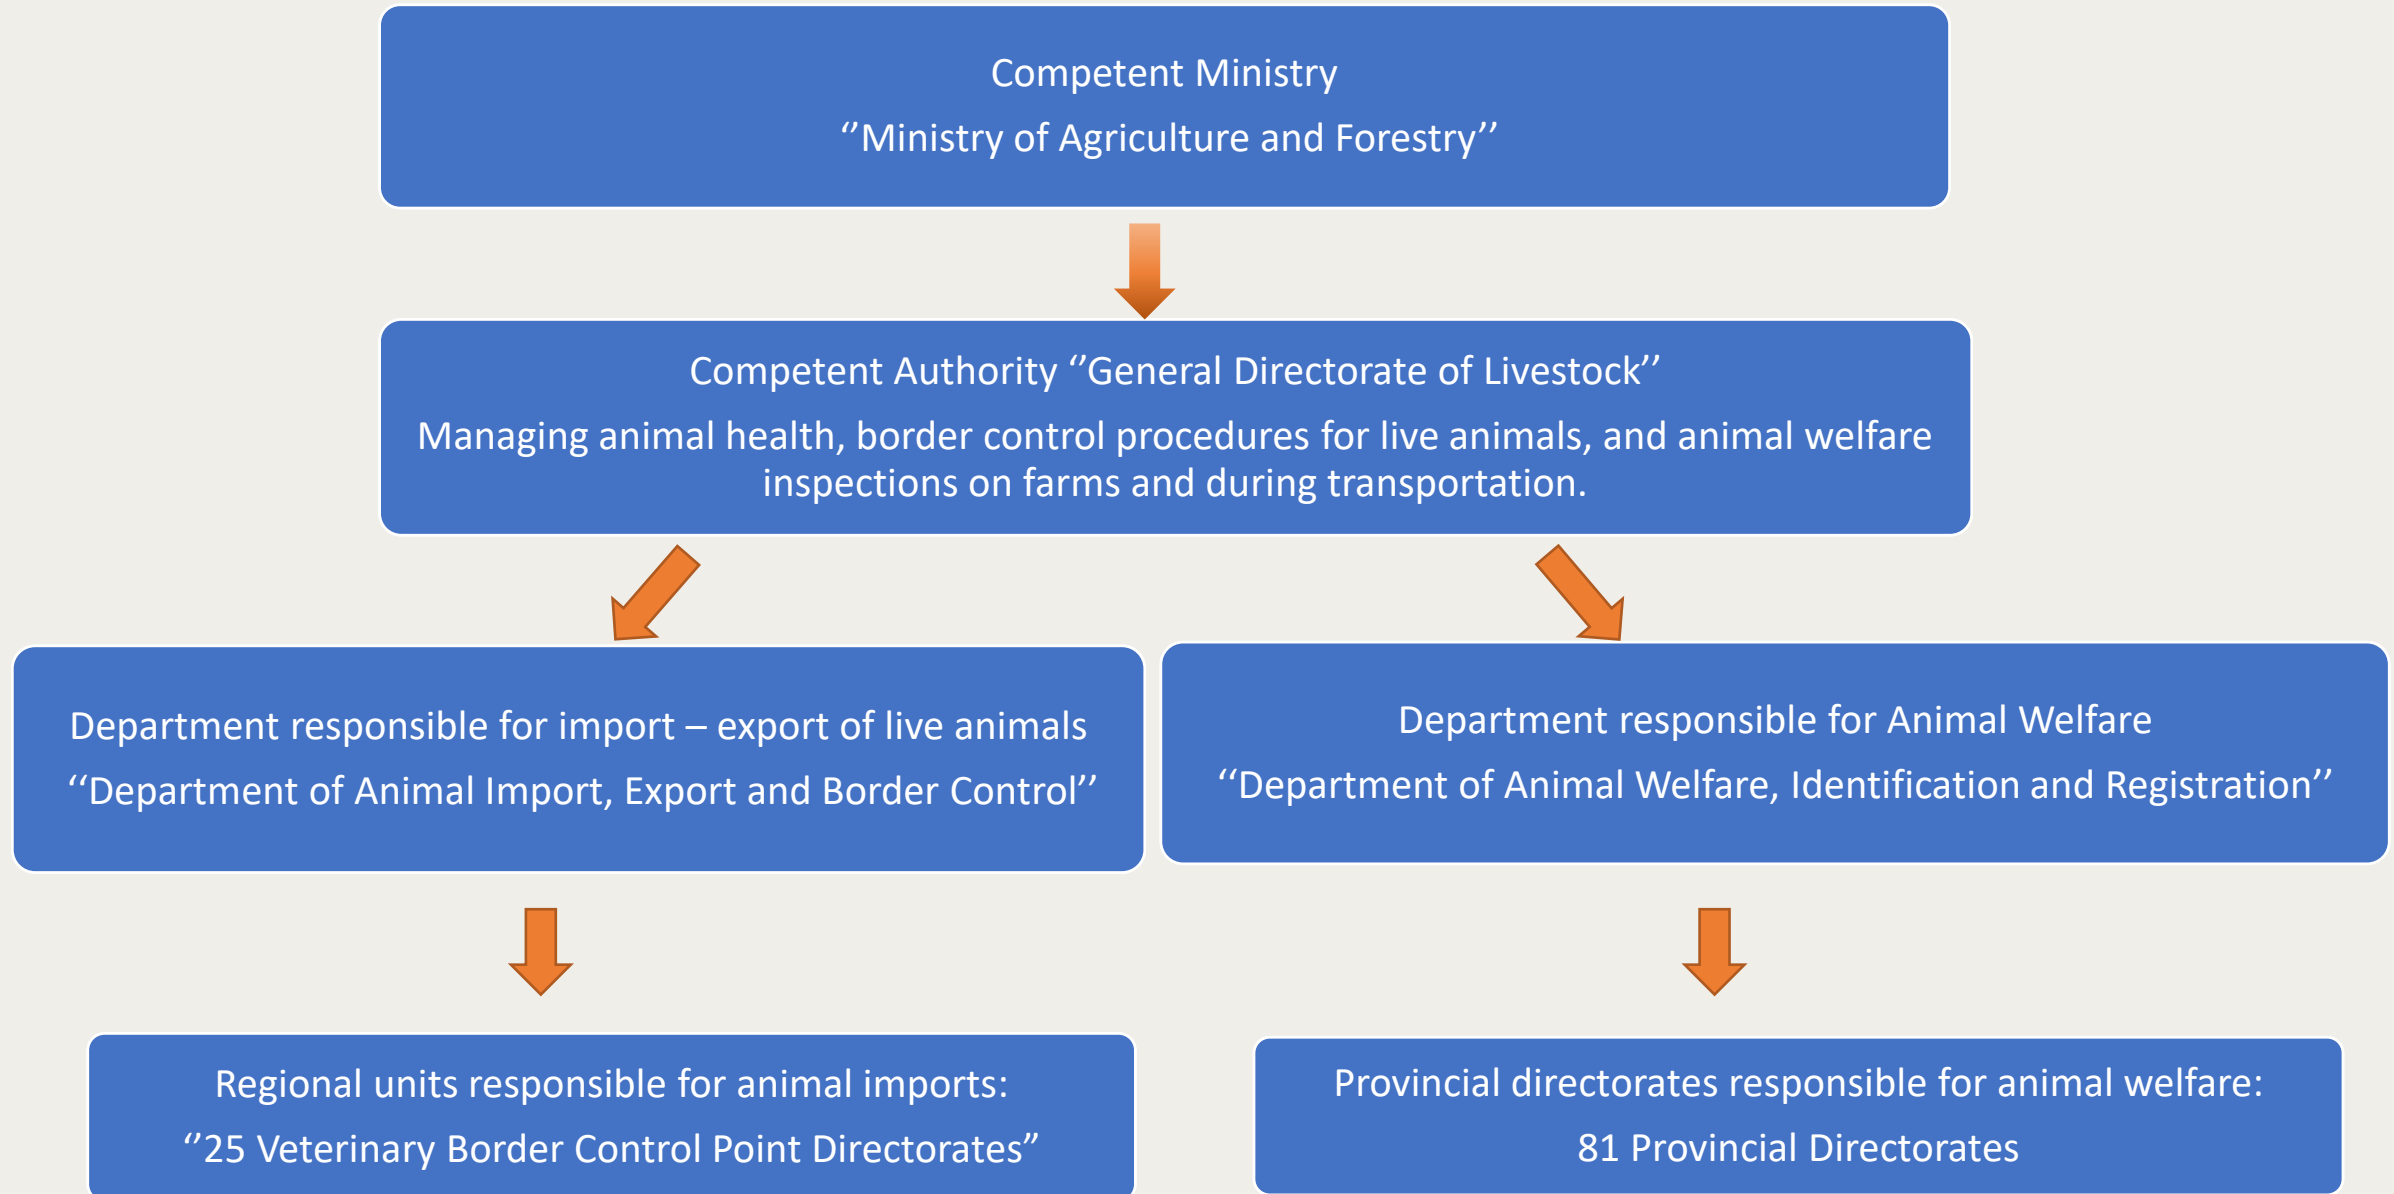 Competent Ministry
‘’Ministry of Agriculture and Forestry’’
Competent Authority ‘’General Directorate of Livestock’’
Managing animal health, border control procedures for live animals, and animal welfare
inspections on farms and during transportation.
Department responsible for import – export of live animals
‘‘Department of Animal Import, Export and Border Control’’
Department responsible for Animal Welfare
‘‘Department of Animal Welfare, Identification and Registration’’
Regional units responsible for animal imports:
‘’25 Veterinary Border Control Point Directorates”
Provincial directorates responsible for animal welfare:
81 Provincial Directorates